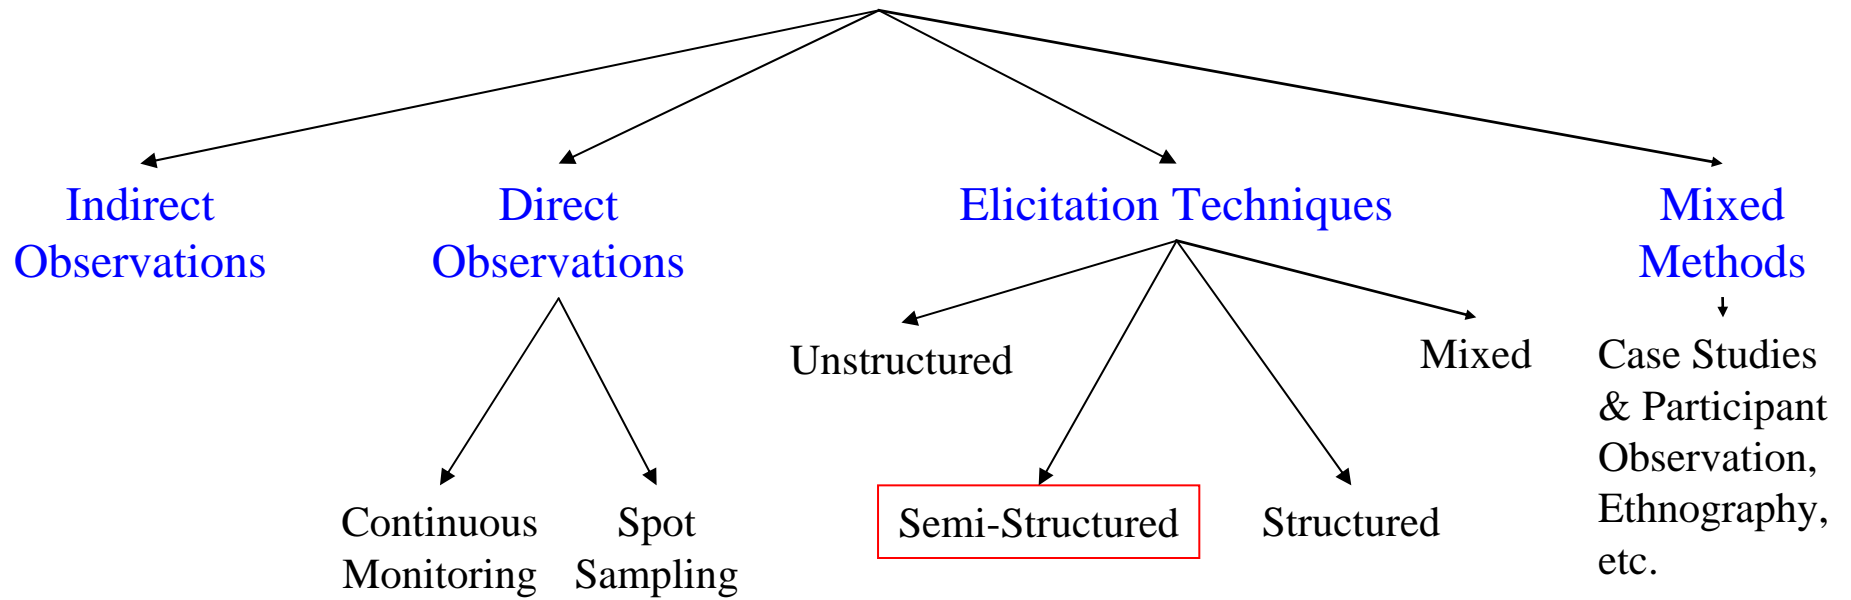 Indirect
Observations
Direct
Observations
Elicitation Techniques
Mixed
Methods
Unstructured
Mixed
Case Studies
& Participant
Observation,
Ethnography,
etc.
Continuous
Monitoring
Spot
Sampling
Semi-Structured
Structured